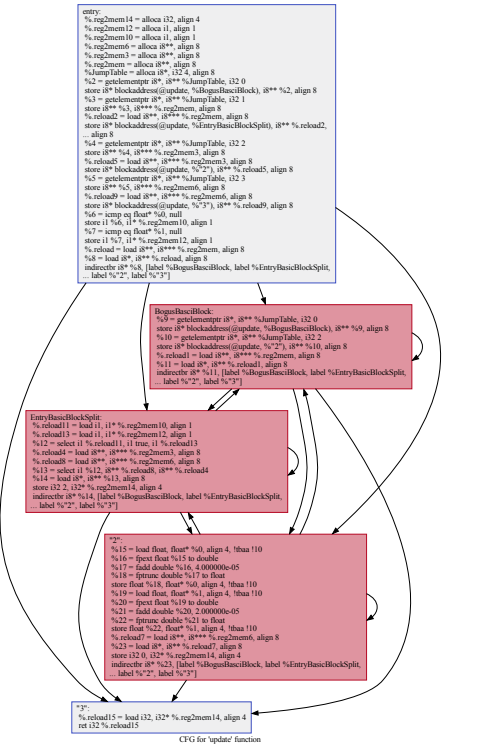 entry:
%.reg2mem14 = alloca i32, align 4
%.reg2mem12 = alloca i1, align 1
%.reg2mem10 = alloca i1, align 1
%.reg2mem6 = alloca i8**, align 8
%.reg2mem3 = alloca i8**, align 8
%.reg2mem = alloca i8**, align 8
%JumpTable = alloca i8*, i32 4, align 8
%2 = getelementptr i8*, i8** %JumpTable, i32 0
store i8* blockaddress(@update, %BogusBasciBlock), i8** %2, align 8
%3 = getelementptr i8*, i8** %JumpTable, i32 1
store i8** %3, i8*** %.reg2mem, align 8
%.reload2 = load i8**, i8*** %.reg2mem, align 8
store i8* blockaddress(@update, %EntryBasicBlockSplit), i8** %.reload2,
... align 8
%4 = getelementptr i8*, i8** %JumpTable, i32 2
store i8** %4, i8*** %.reg2mem3, align 8
%.reload5 = load i8**, i8*** %.reg2mem3, align 8
store i8* blockaddress(@update, %"2"), i8** %.reload5, align 8
%5 = getelementptr i8*, i8** %JumpTable, i32 3
store i8** %5, i8*** %.reg2mem6, align 8
%.reload9 = load i8**, i8*** %.reg2mem6, align 8
store i8* blockaddress(@update, %"3"), i8** %.reload9, align 8
%6 = icmp eq float* %0, null
store i1 %6, i1* %.reg2mem10, align 1
%7 = icmp eq float* %1, null
store i1 %7, i1* %.reg2mem12, align 1
%.reload = load i8**, i8*** %.reg2mem, align 8
%8 = load i8*, i8** %.reload, align 8
indirectbr i8* %8, [label %BogusBasciBlock, label %EntryBasicBlockSplit,
... label %"2", label %"3"]
BogusBasciBlock:
%9 = getelementptr i8*, i8** %JumpTable, i32 0
store i8* blockaddress(@update, %BogusBasciBlock), i8** %9, align 8
%10 = getelementptr i8*, i8** %JumpTable, i32 2
store i8* blockaddress(@update, %"2"), i8** %10, align 8
%.reload1 = load i8**, i8*** %.reg2mem, align 8
%11 = load i8*, i8** %.reload1, align 8
indirectbr i8* %11, [label %BogusBasciBlock, label %EntryBasicBlockSplit,
... label %"2", label %"3"]
EntryBasicBlockSplit:
%.reload11 = load i1, i1* %.reg2mem10, align 1
%.reload13 = load i1, i1* %.reg2mem12, align 1
%12 = select i1 %.reload11, i1 true, i1 %.reload13
%.reload4 = load i8**, i8*** %.reg2mem3, align 8
%.reload8 = load i8**, i8*** %.reg2mem6, align 8
%13 = select i1 %12, i8** %.reload8, i8** %.reload4
%14 = load i8*, i8** %13, align 8
store i32 2, i32* %.reg2mem14, align 4
indirectbr i8* %14, [label %BogusBasciBlock, label %EntryBasicBlockSplit,
... label %"2", label %"3"]
"2":
%15 = load float, float* %0, align 4, !tbaa !10
%16 = fpext float %15 to double
%17 = fadd double %16, 4.000000e-05
%18 = fptrunc double %17 to float
store float %18, float* %0, align 4, !tbaa !10
%19 = load float, float* %1, align 4, !tbaa !10
%20 = fpext float %19 to double
%21 = fadd double %20, 2.000000e-05
%22 = fptrunc double %21 to float
store float %22, float* %1, align 4, !tbaa !10
%.reload7 = load i8**, i8*** %.reg2mem6, align 8
%23 = load i8*, i8** %.reload7, align 8
store i32 0, i32* %.reg2mem14, align 4
indirectbr i8* %23, [label %BogusBasciBlock, label %EntryBasicBlockSplit,
... label %"2", label %"3"]
"3":
%.reload15 = load i32, i32* %.reg2mem14, align 4
ret i32 %.reload15
CFG for 'update' function